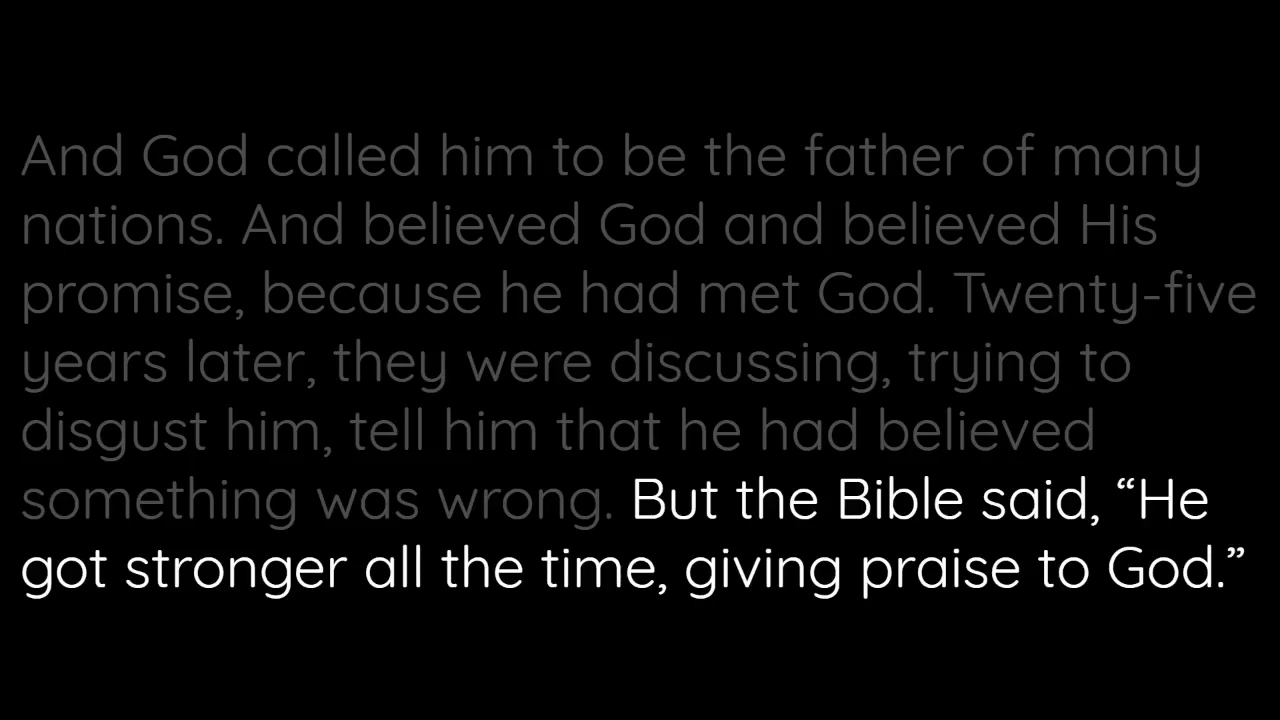 And God called him to be the father of many
nations. And believed God and believed His
promise, because he had met God. Twenty-five
years later, they were discussing, trying to
disgust him, tell him that he had believed
something was wrong. But the Bible said, “He
got stronger all the time, giving praise to God.”